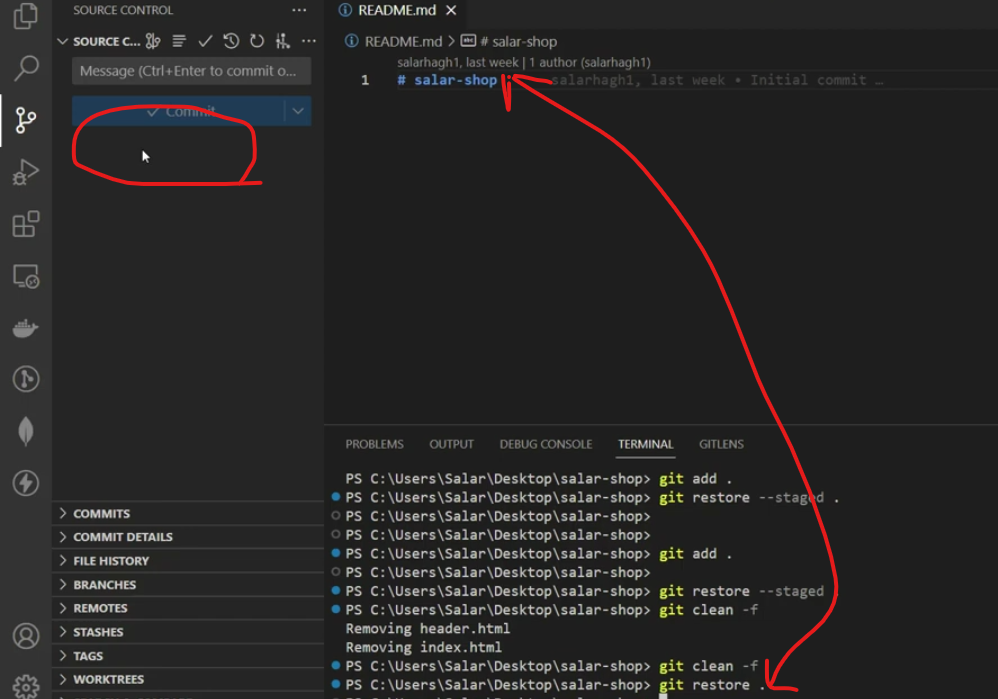 SOURCE CONTROL
SOURCE C...
Message (Ctrl+Enter to commit o...
Commit
COMMITS
COMMIT DETAILS
FILE HISTORY
BRANCHES
REMOTES
STASHES
TAGS
WORKTREES
README.md
README.md > # salar-shop
salarhagh1, last week | 1 author (salarhagh1)
1 # salar-shop salarhagh1, last week • Initial commit …
PROBLEMS OUTPUT DEBUG CONSOLE TERMINAL GITLENS
PS C:\Users\Salar\Desktop\salar-shop> git add .
PS C:\Users\Salar\Desktop\salar-shop> git restore --staged .
PS C:\Users\Salar\Desktop\salar-shop>
PS C:\Users\Salar\Desktop\salar-shop>
PS C:\Users\Salar\Desktop\salar-shop> git add .
PS C:\Users\Salar\Desktop\salar-shop>
PS C:\Users\Salar\Desktop\salar-shop> git restore --staged
PS C:\Users\Salar\Desktop\salar-shop> git clean -f
Removing header.html
Removing index.html
PS C:\Users\Salar\Desktop\salar-shop> git clean -f
PS C:\Users\Salar\Desktop\salar-shop> git restore .